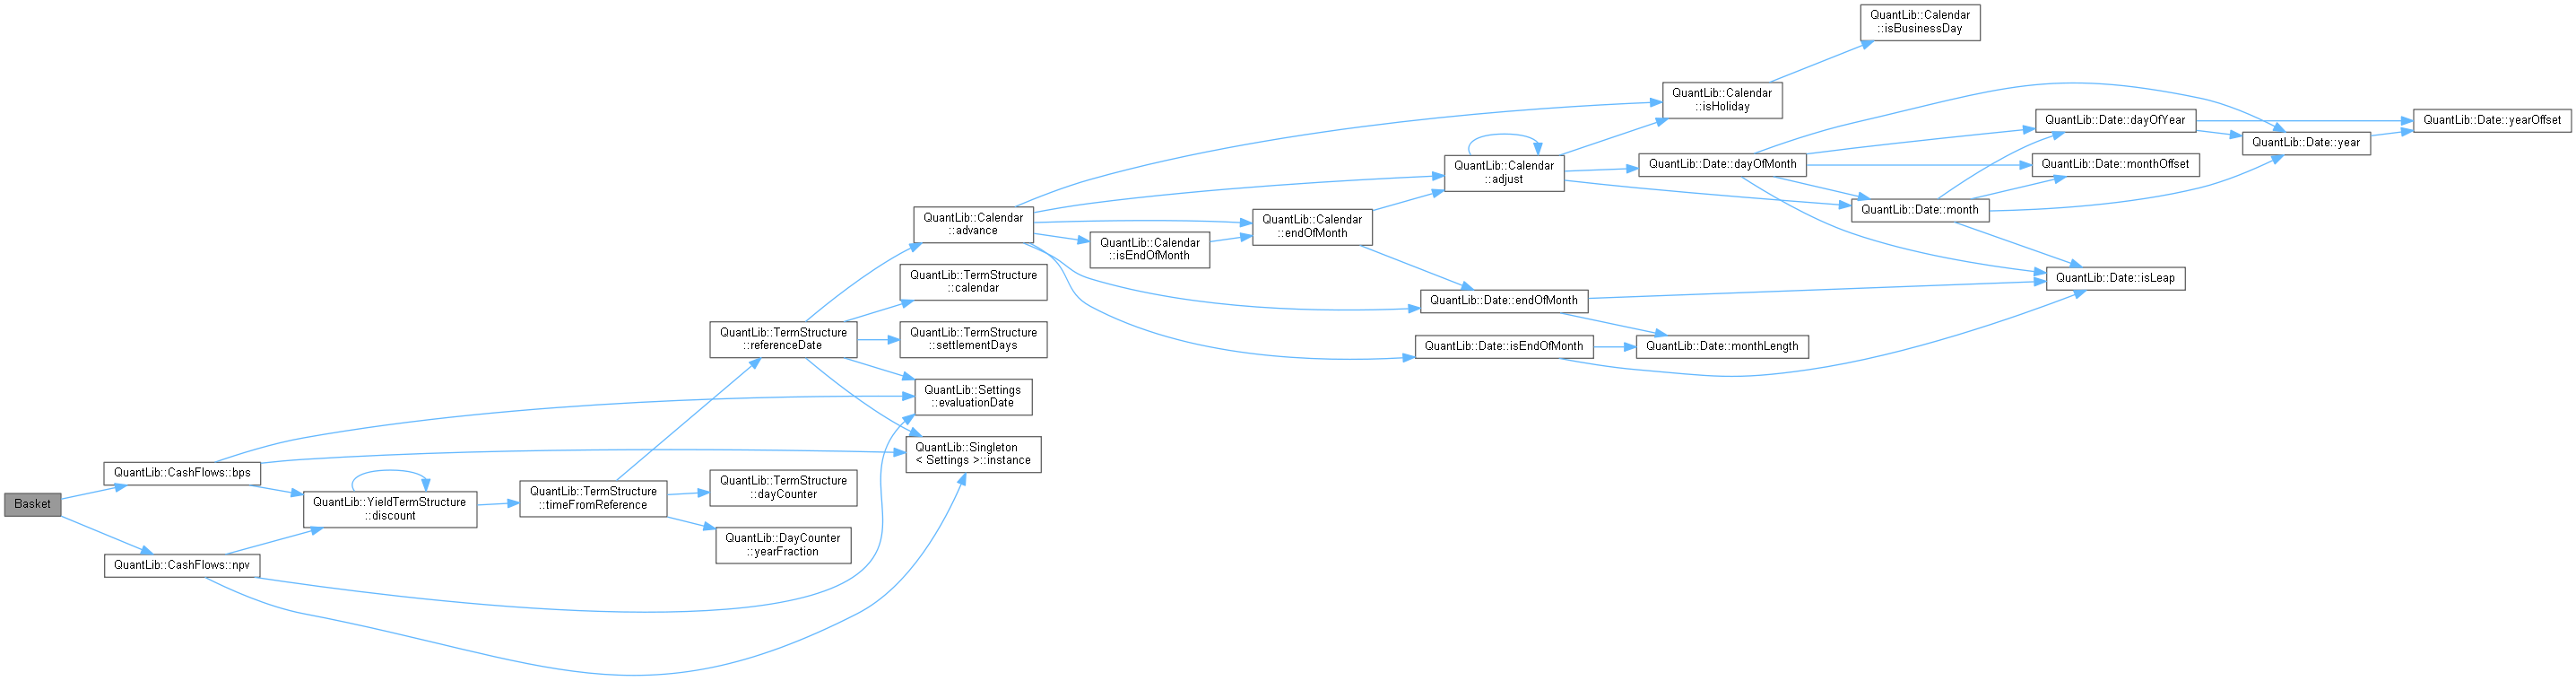 Basket
QuantLib::CashFlows::bps
QuantLib::CashFlows::npv
QuantLib::YieldTermStructure
::discount
QuantLib::TermStructure
::timeFromReference
QuantLib::TermStructure
::referenceDate
QuantLib::TermStructure
::dayCounter
QuantLib::DayCounter
::yearFraction
QuantLib::Calendar
::advance
QuantLib::TermStructure
::calendar
QuantLib::TermStructure
::settlementDays
QuantLib::Settings
::evaluationDate
QuantLib::Singleton
< Settings >::instance
QuantLib::Calendar
::isEndOfMonth
QuantLib::Calendar
::endOfMonth
QuantLib::Calendar
::adjust
QuantLib::Date::endOfMonth
QuantLib::Date::isEndOfMonth
QuantLib::Calendar
::isHoliday
QuantLib::Date::dayOfMonth
QuantLib::Date::monthLength
QuantLib::Calendar
::isBusinessDay
QuantLib::Date::month
QuantLib::Date::dayOfYear
QuantLib::Date::monthOffset
QuantLib::Date::isLeap
QuantLib::Date::year
QuantLib::Date::yearOffset